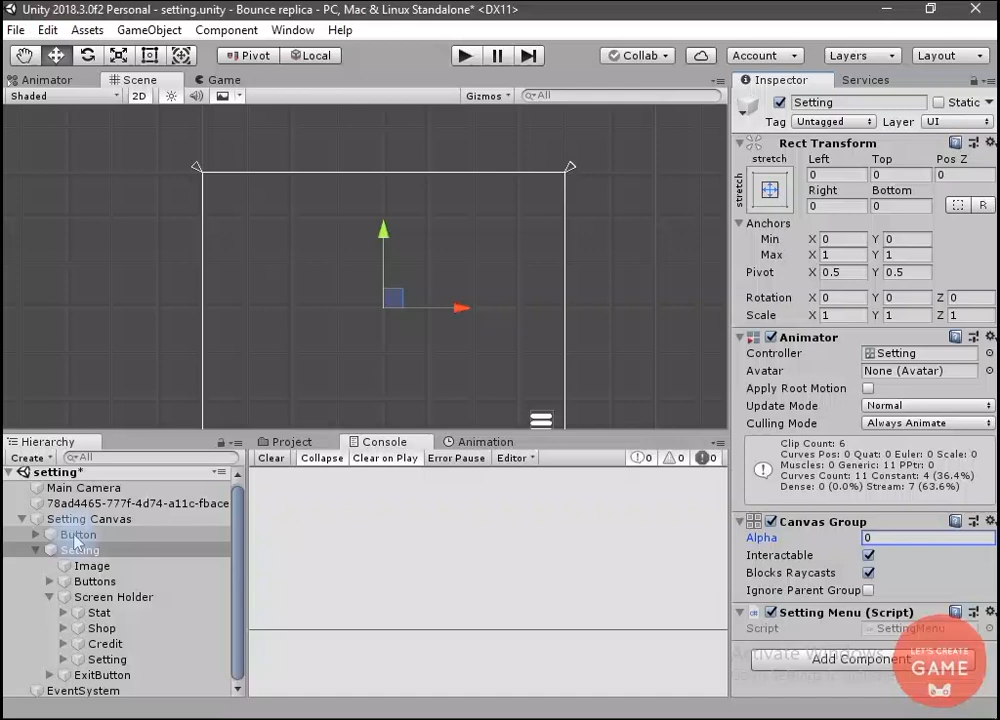 Unity 2018.3.0f2 Personal - setting.unity - Bounce replica - PC, Mac & Linux Standalone* <DX11>
File Edit Assets GameObject Component Window Help
Pivot Local Collab Account Layers Layout
Animator Scene Game
Shaded 2D Gizmos All
Inspector Services
Setting Static
Tag Untagged Layer UI
Rect Transform
stretch Left Top Pos Z
stretch 0 0 0
Right Bottom
0 0 R
Anchors
Min X 0 Y 0
Max X 1 Y 1
Pivot X 0.5 Y 0.5
Rotation X 0 Y 0 Z 0
Scale X 1 Y 1 Z 1
Animator
Controller Setting
Avatar None (Avatar)
Apply Root Motion
Update Mode Normal
Culling Mode Always Animate
Clip Count: 6
Curves Pos: 0 Quat: 0 Euler: 0 Scale: 0
Muscles: 0 Generic: 11 PPtr: 0
Curves Count: 11 Constant: 4 (36.4%)
Dense: 0 (0.0%) Stream: 7 (63.6%)
Canvas Group
Alpha 0
Interactable
Blocks Raycasts
Ignore Parent Group
Setting Menu (Script)
Script SettingMenu
Add Component
LET'S CREATE
GAME
Hierarchy
Create All
setting*
Main Camera
78ad4465-777f-4d74-a11c-fbace
Setting Canvas
Button
Setting
Image
Buttons
Screen Holder
Stat
Shop
Credit
Setting
ExitButton
EventSystem
Project Console Animation
Clear Collapse Clear on Play Error Pause Editor 0 0 0